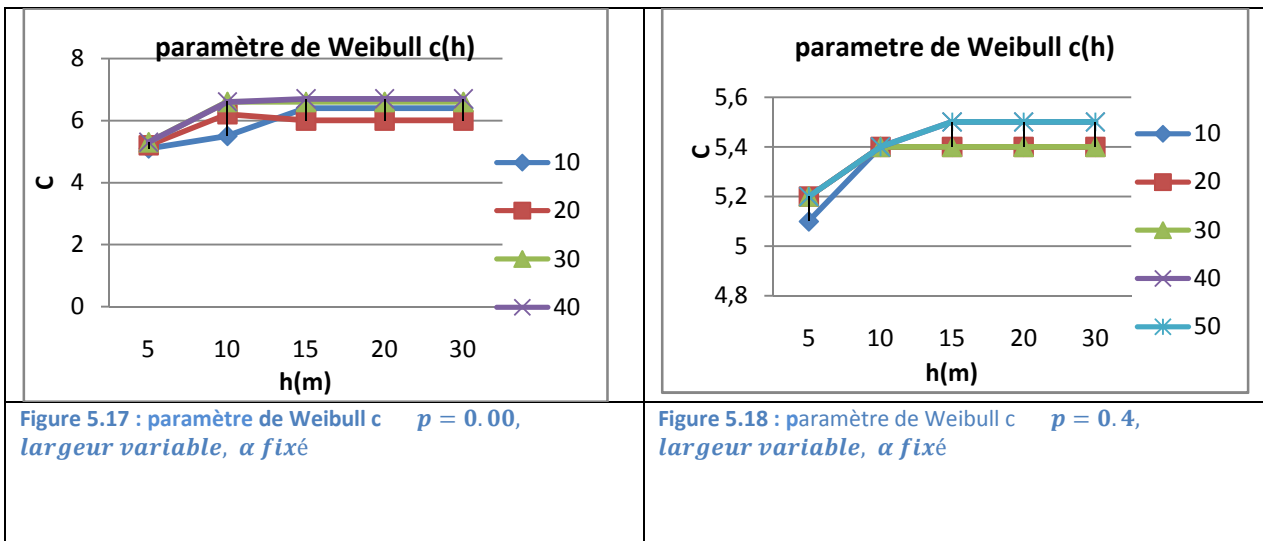 paramètre de Weibull c(h)
8
6
4
2
0
C
5 10 15 20 30
h(m)
10
20
30
40
Figure 5.17 : paramètre de Weibull c p = 0.00,
largeur variable, α fixé
parametre de Weibull c(h)
5,6
5,4
5,2
5
4,8
C
5 10 15 20 30
h(m)
10
20
30
40
50
Figure 5.18 : paramètre de Weibull c p = 0.4,
largeur variable, α fixé